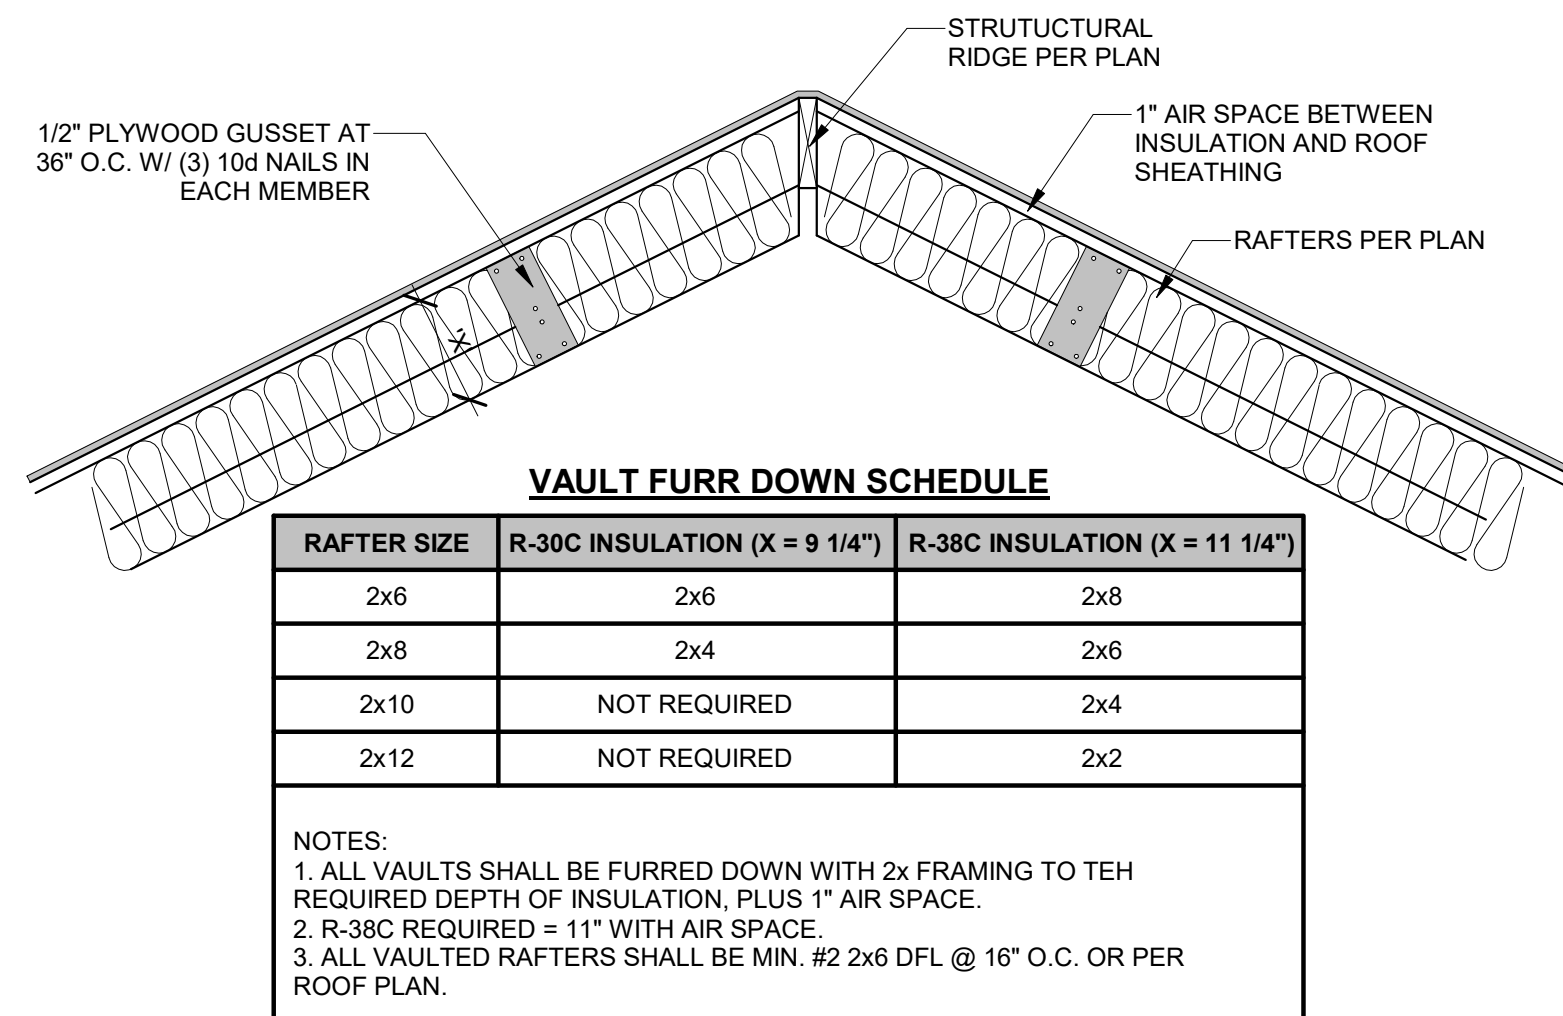 STRUTUCTURAL
RIDGE PER PLAN
1/2" PLYWOOD GUSSET AT
36" O.C. W/ (3) 10d NAILS IN
EACH MEMBER
1" AIR SPACE BETWEEN
INSULATION AND ROOF
SHEATHING
RAFTERS PER PLAN
'X'
VAULT FURR DOWN SCHEDULE
RAFTER SIZE R-30C INSULATION (X = 9 1/4") R-38C INSULATION (X = 11 1/4")
2x6 2x6 2x8
2x8 2x4 2x6
2x10 NOT REQUIRED 2x4
2x12 NOT REQUIRED 2x2
NOTES:
1. ALL VAULTS SHALL BE FURRED DOWN WITH 2x FRAMING TO TEH
REQUIRED DEPTH OF INSULATION, PLUS 1" AIR SPACE.
2. R-38C REQUIRED = 11" WITH AIR SPACE.
3. ALL VAULTED RAFTERS SHALL BE MIN. #2 2x6 DFL @ 16" O.C. OR PER
ROOF PLAN.